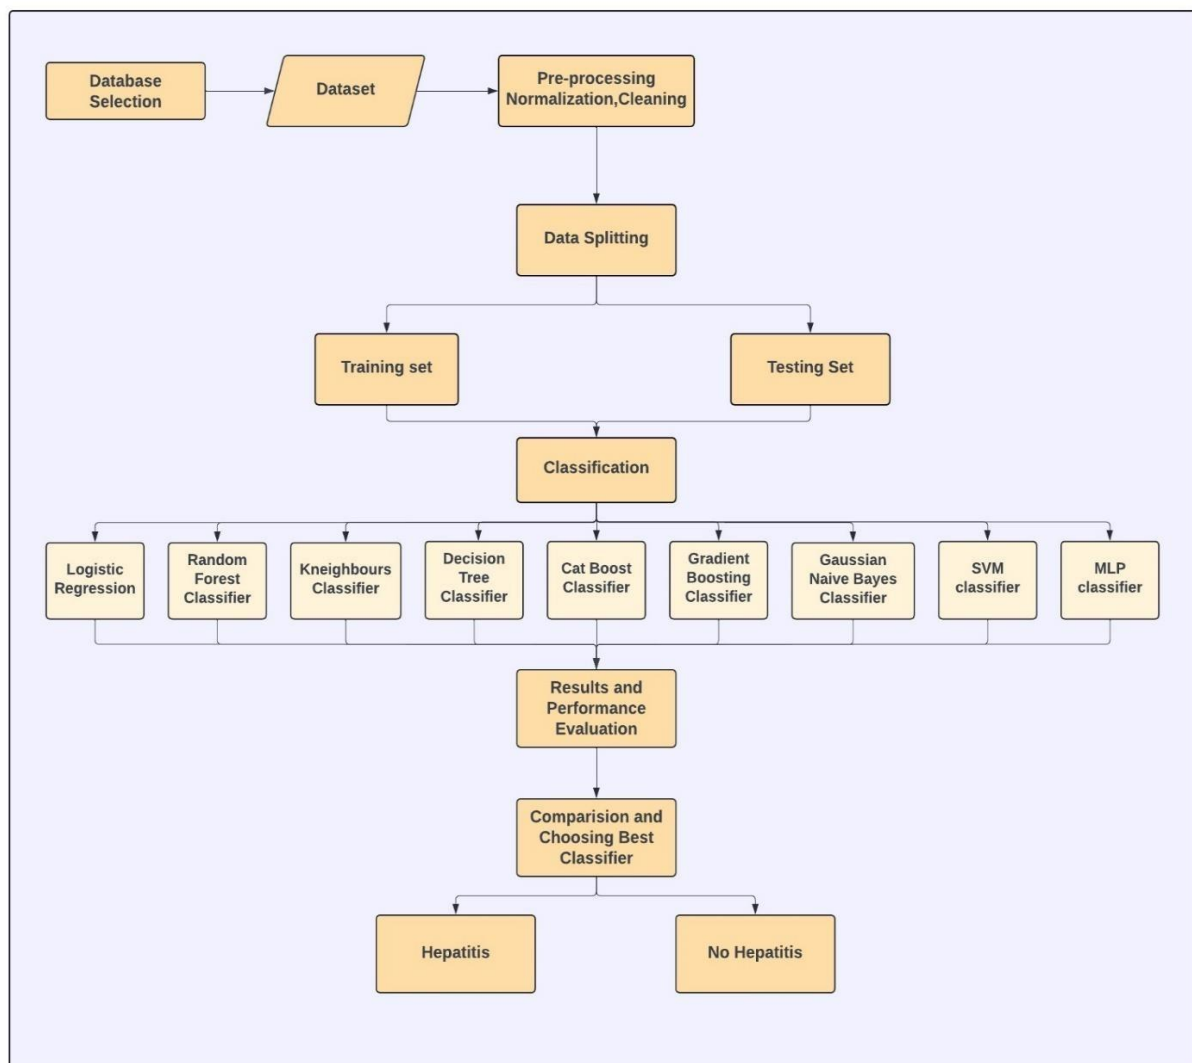 Database
Selection
Dataset
Pre-processing
Normalization,Cleaning
Data Splitting
Training set
Testing Set
Classification
Logistic
Regression
Random
Forest
Classifier
Kneighbours
Classifier
Decision
Tree
Classifier
Cat Boost
Classifier
Gradient
Boosting
Classifier
Gaussian
Naive Bayes
Classifier
SVM
classifier
MLP
classifier
Results and
Performance
Evaluation
Comparision and
Choosing Best
Classifier
Hepatitis
No Hepatitis